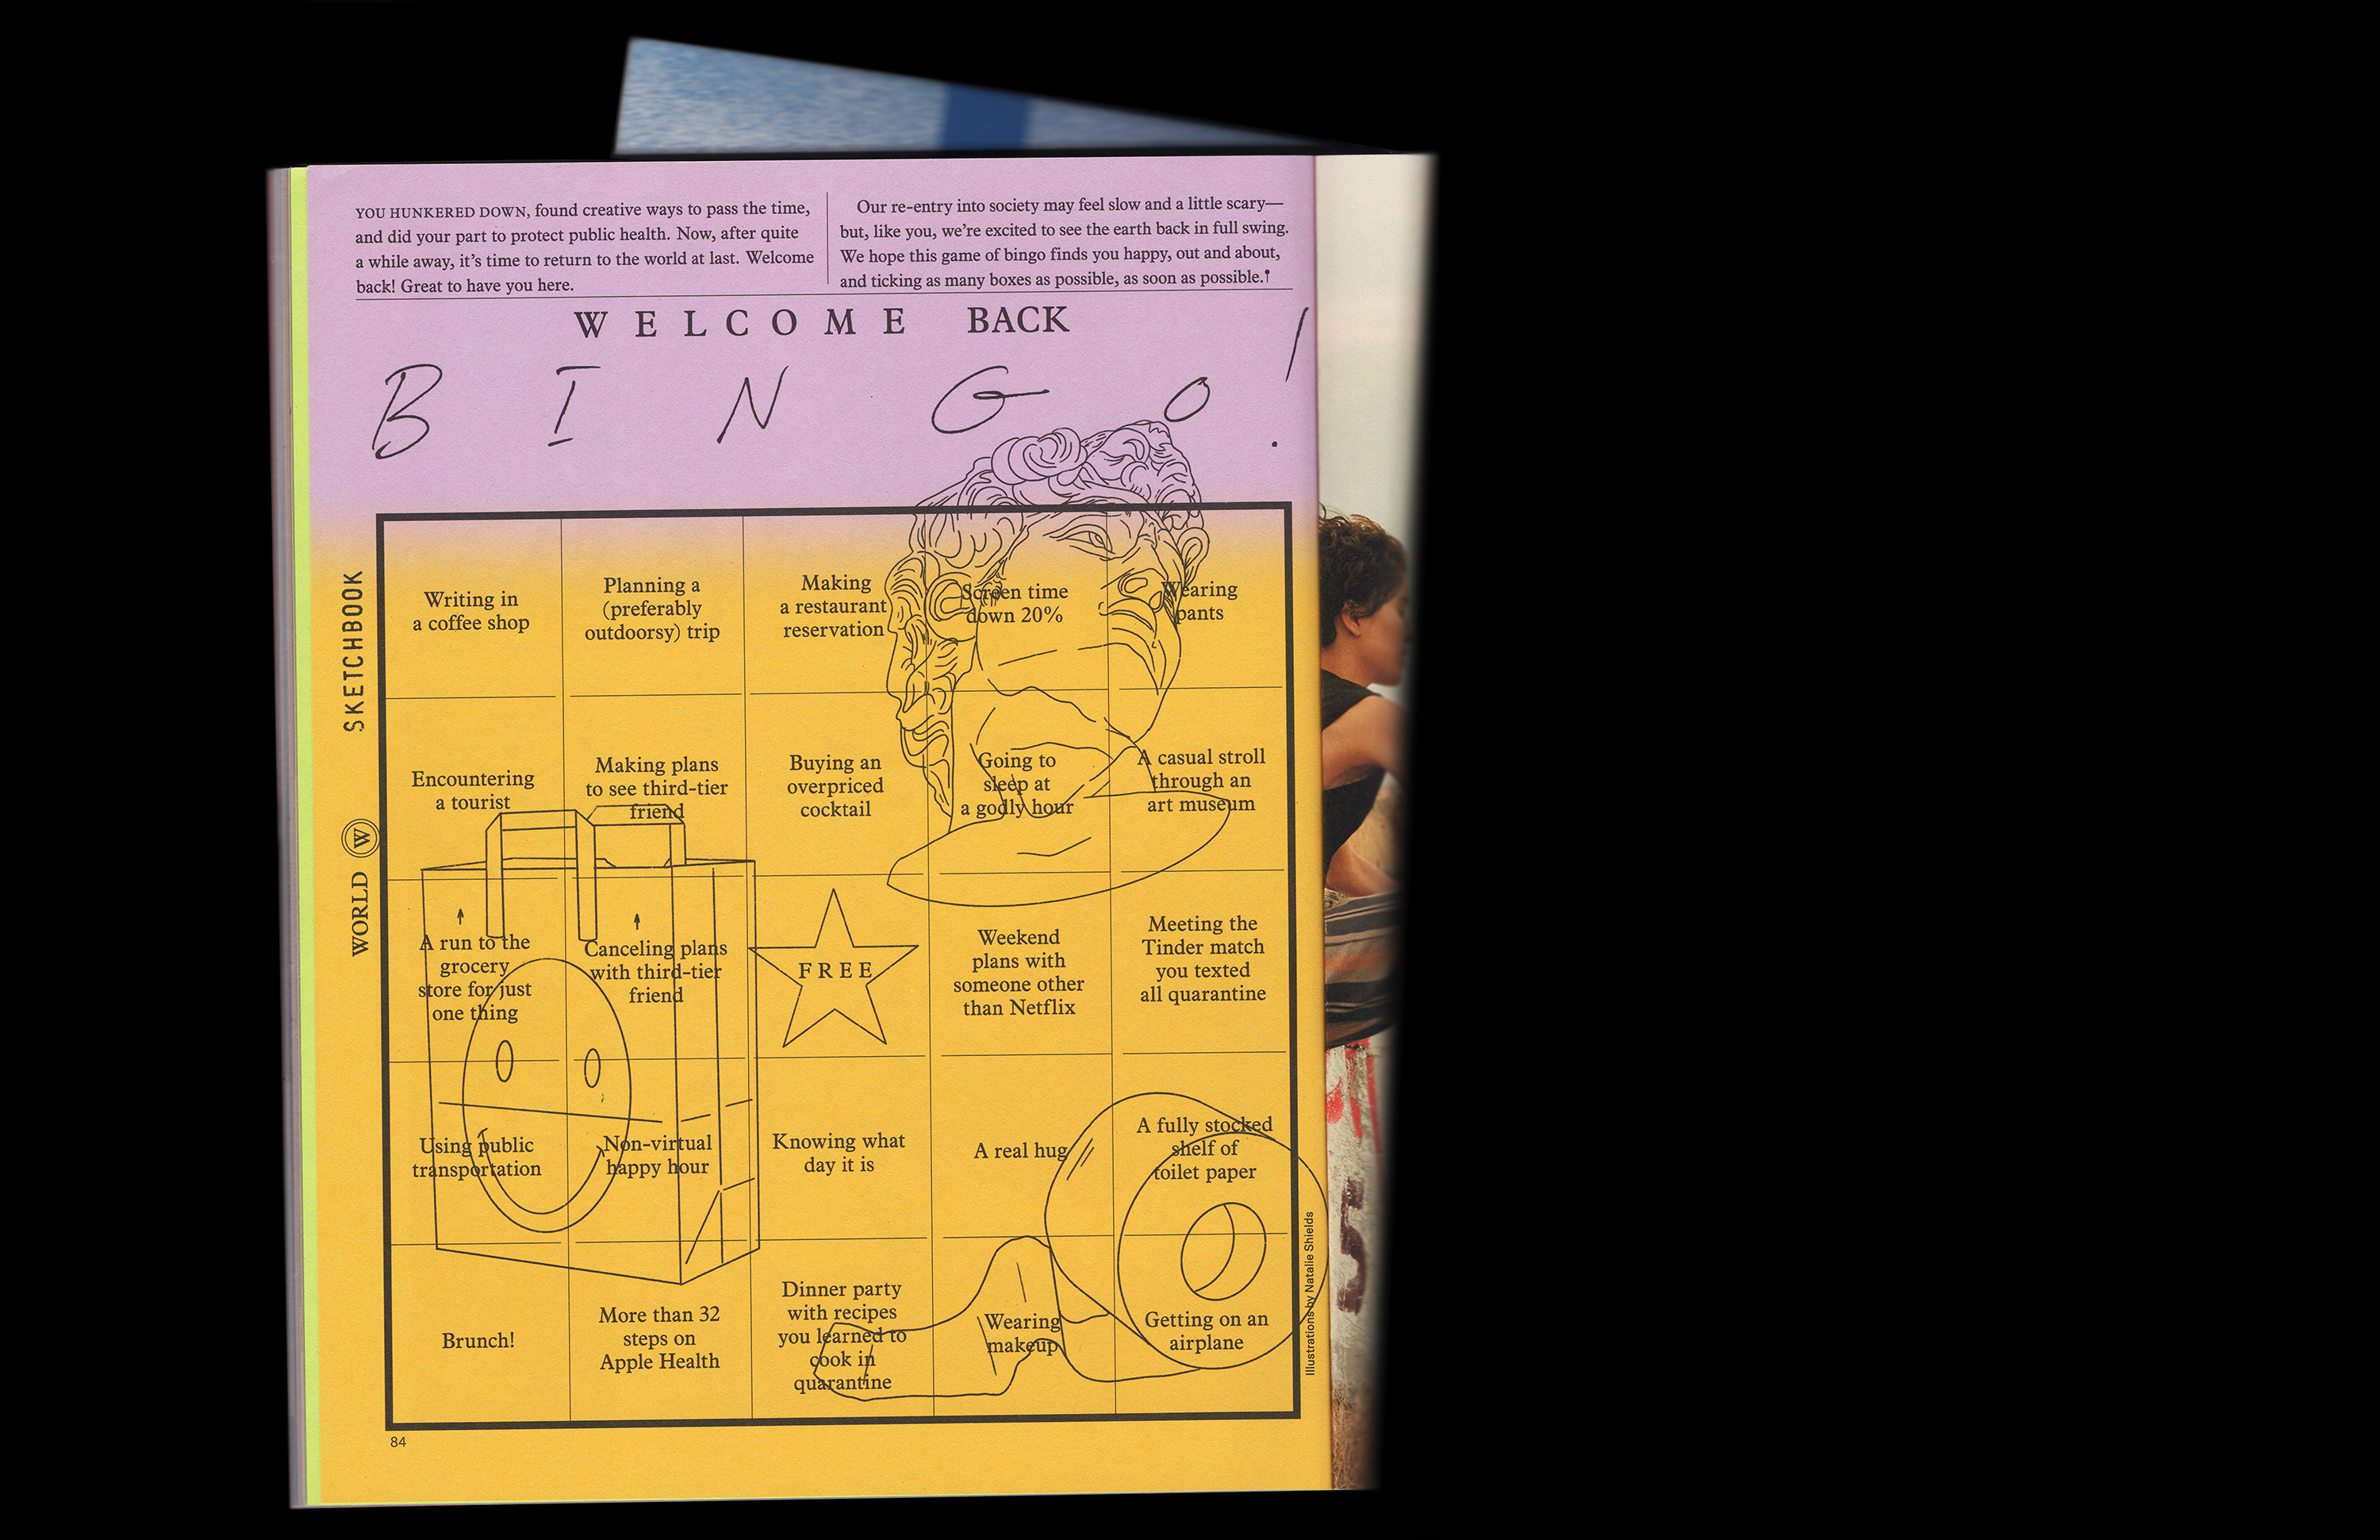 YOU HUNKERED DOWN, found creative ways to pass the time,
and did your part to protect public health. Now, after quite
a while away, it's time to return to the world at last. Welcome
back! Great to have you here.
Our re-entry into society may feel slow and a little scary—
but, like you, we're excited to see the earth back in full swing.
We hope this game of bingo finds you happy, out and about,
and ticking as many boxes as possible, as soon as possible.†
WELCOME BACK
BINGO!
SKETCHBOOK
W
WORLD
Writing in
a coffee shop
Planning a
(preferably
outdoorsy) trip
Making
a restaurant
reservation
Screen time
down 20%
Wearing
pants
Encountering
a tourist
Making plans
to see third-tier
friend
Buying an
overpriced
cocktail
Going to
sleep at
a godly hour
A casual stroll
through an
art museum
A run to the
grocery
store for just
one thing
Canceling plans
with third-tier
friend
FREE
Weekend
plans with
someone other
than Netflix
Meeting the
Tinder match
you texted
all quarantine
Using public
transportation
Non-virtual
happy hour
Knowing what
day it is
A real hug
A fully stocked
shelf of
toilet paper
Brunch!
More than 32
steps on
Apple Health
Dinner party
with recipes
you learned to
cook in
quarantine
Wearing
makeup
Getting on an
airplane
Illustrations by Natalie Shields
84